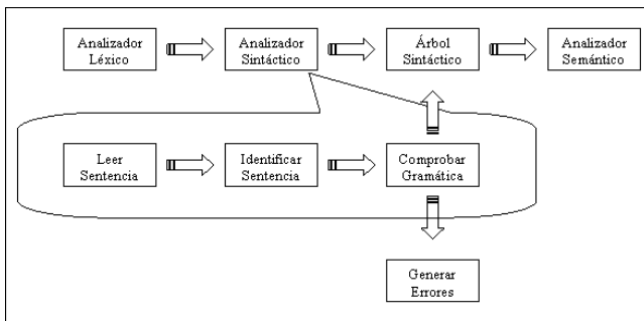 Analizador
Léxico
Analizador
Sintáctico
Árbol
Sintáctico
Analizador
Semántico
Leer
Sentencia
Identificar
Sentencia
Comprobar
Gramática
Generar
Errores